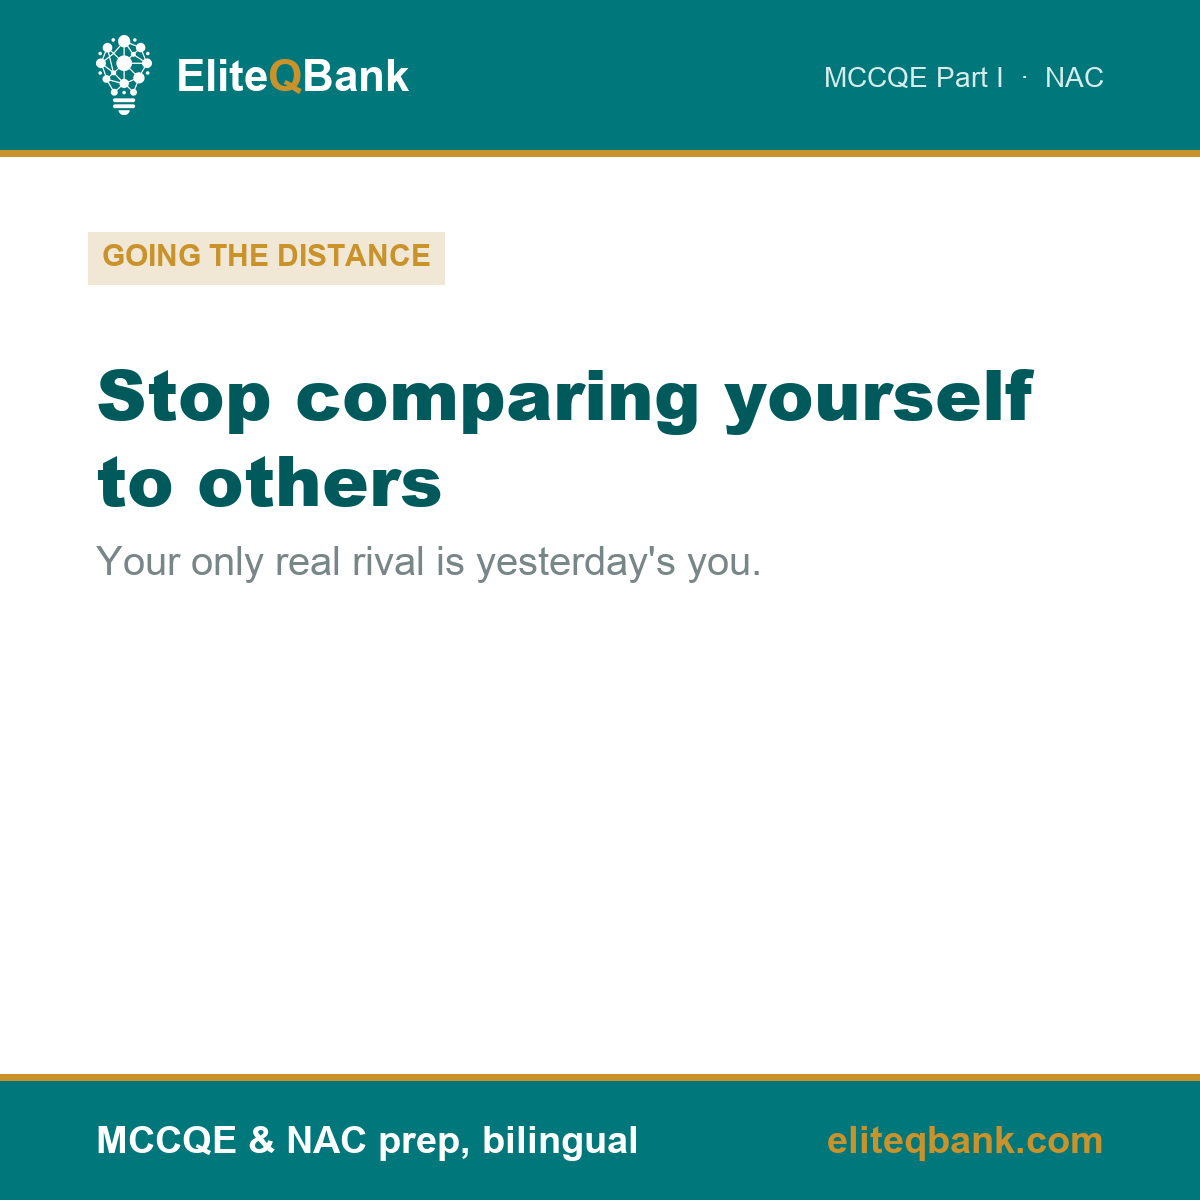 EliteQBank
MCCQE Part I · NAC
GOING THE DISTANCE
Stop comparing yourself
to others
Your only real rival is yesterday's you.
MCCQE & NAC prep, bilingual
eliteqbank.com